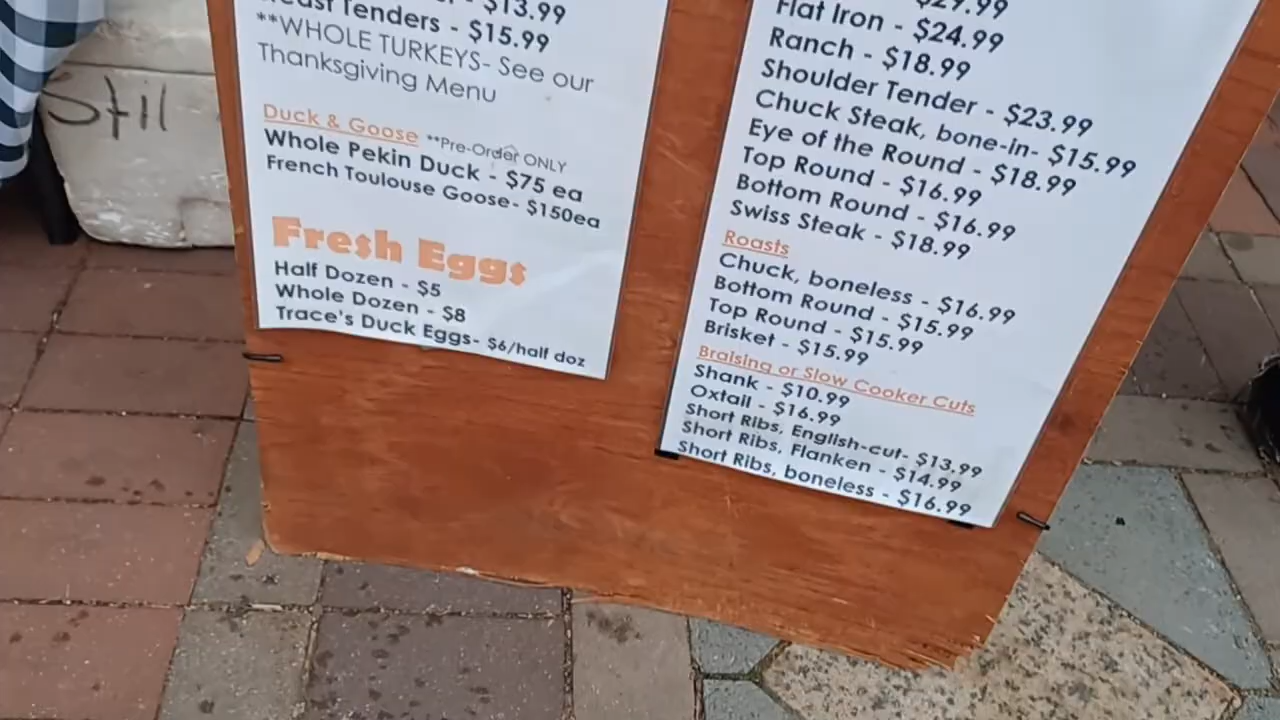 $13.99
Tenders - $15.99
**WHOLE TURKEYS- See our
Thanksgiving Menu
Duck & Goose **Pre-Order ONLY
Whole Pekin Duck - $75 ea
French Toulouse Goose- $150ea
Fresh Eggs
Half Dozen - $5
Whole Dozen - $8
Trace's Duck Eggs- $6/half doz
$29.99
Flat Iron - $24.99
Ranch - $18.99
Shoulder Tender - $23.99
Chuck Steak, bone-in- $15.99
Eye of the Round - $18.99
Top Round - $16.99
Bottom Round - $16.99
Swiss Steak - $18.99
Roasts
Chuck, boneless - $16.99
Bottom Round - $15.99
Top Round - $15.99
Brisket - $15.99
Braising or Slow Cooker Cuts
Shank - $10.99
Oxtail - $16.99
Short Ribs, English-cut- $13.99
Short Ribs, Flanken - $14.99
Short Ribs, boneless - $16.99